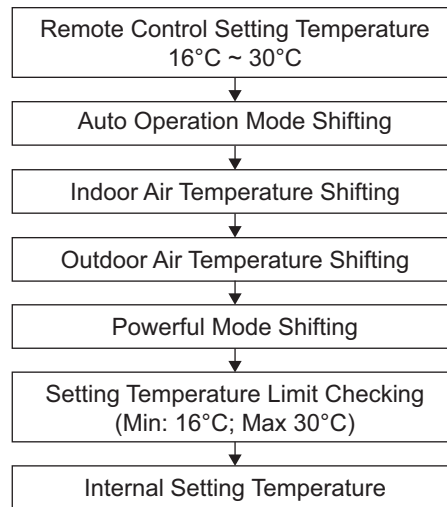 Remote Control Setting Temperature
16°C ~ 30°C
Auto Operation Mode Shifting
Indoor Air Temperature Shifting
Outdoor Air Temperature Shifting
Powerful Mode Shifting
Setting Temperature Limit Checking
(Min: 16°C; Max 30°C)
Internal Setting Temperature